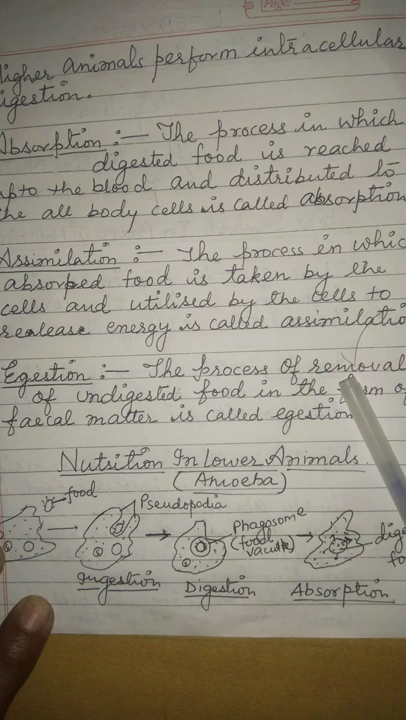 Page:
Higher animals perform intracellular
digestion.
Absorption :— The process in which
digested food is reached
upto the blood and distributed to
the all body cells is called absorption
Assimilation :— The process in which
absorped food is taken by the
cells and utilised by the cells to
realease energy is called assimilation
Egestion :— The process of removal
of undigested food in the form of
faecal matter is called egestion
Nutrition In Lower Animals.
(Amoeba)
food
Pseudopodia
Phagosome
(food
vacuole)
diges
fo
Ingestion
Digestion
Absorption